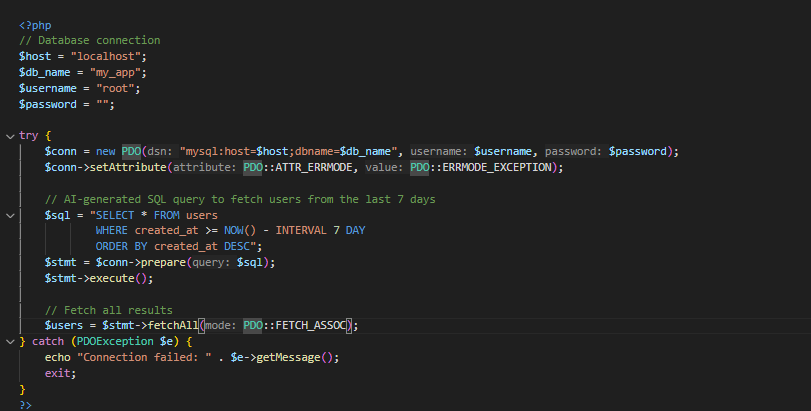 <?php
// Database connection
$host = "localhost";
$db_name = "my_app";
$username = "root";
$password = "";
try {
$conn = new PDO(dsn: "mysql:host=$host;dbname=$db_name", username: $username, password: $password);
$conn->setAttribute(attribute: PDO::ATTR_ERRMODE, value: PDO::ERRMODE_EXCEPTION);
// AI-generated SQL query to fetch users from the last 7 days
$sql = "SELECT * FROM users
WHERE created_at >= NOW() - INTERVAL 7 DAY
ORDER BY created_at DESC";
$stmt = $conn->prepare(query: $sql);
$stmt->execute();
// Fetch all results
$users = $stmt->fetchAll(mode: PDO::FETCH_ASSOC);
} catch (PDOException $e) {
echo "Connection failed: " . $e->getMessage();
exit;
}
?>